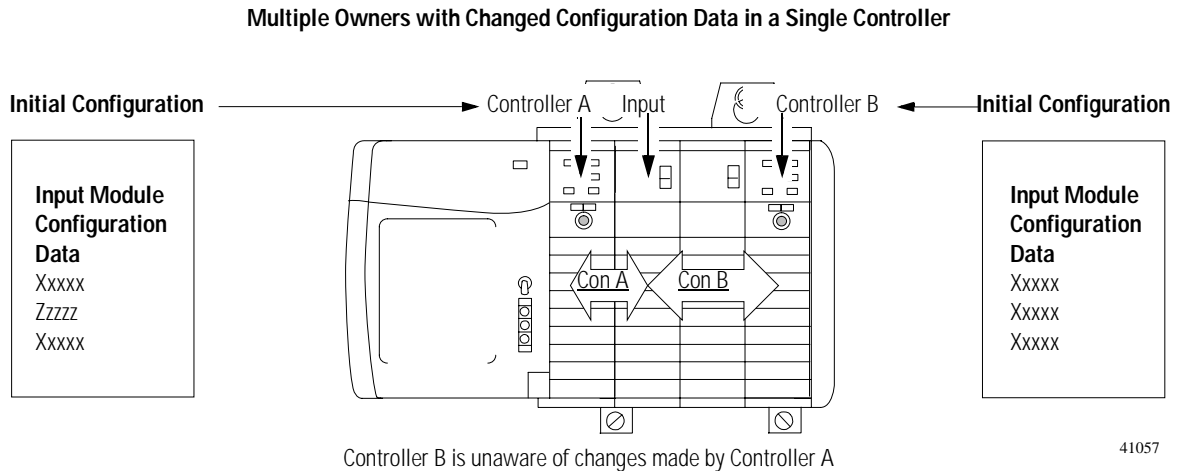 Multiple Owners with Changed Configuration Data in a Single Controller
Initial Configuration
Controller A
Input
Controller B
Initial Configuration
Input Module
Configuration
Data
Xxxxx
Zzzzz
Xxxxx
Con A
Con B
Input Module
Configuration
Data
Xxxxx
Xxxxx
Xxxxx
Controller B is unaware of changes made by Controller A
41057